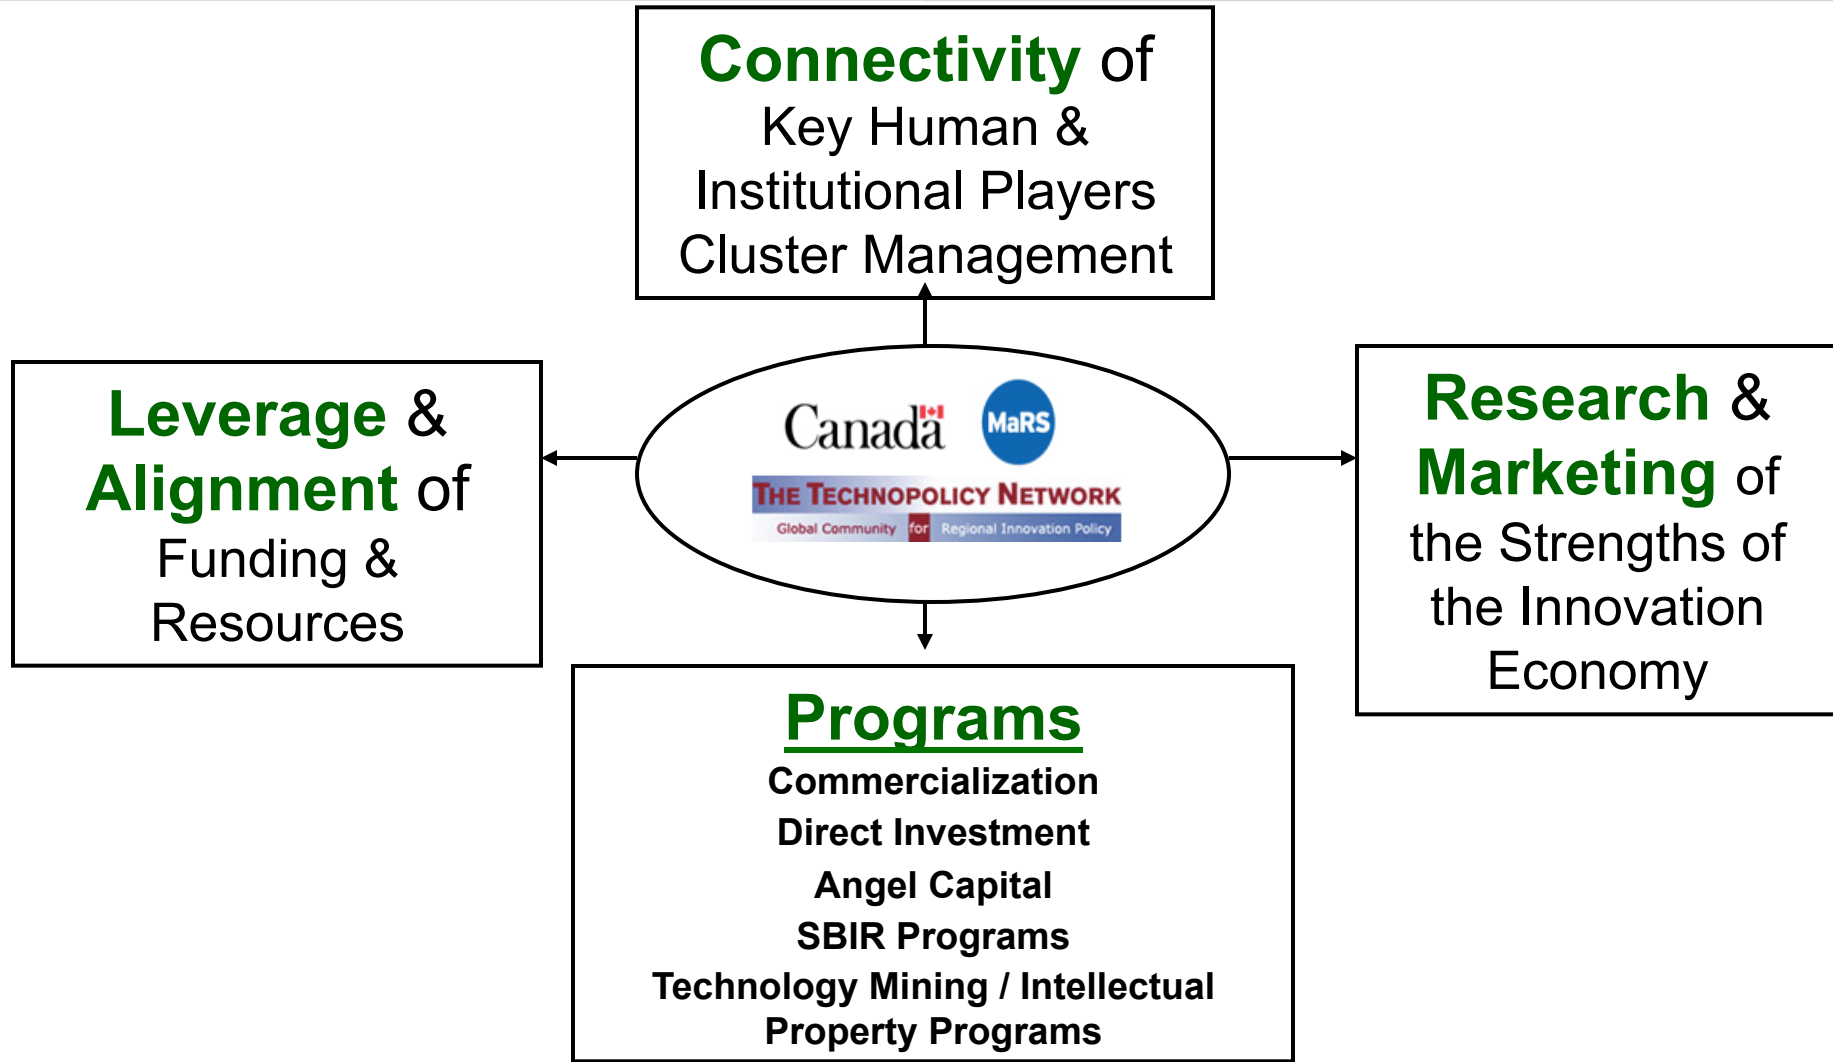 Connectivity of
Key Human &
Institutional Players
Cluster Management
Leverage &
Alignment of
Funding &
Resources
Canada
MaRS
THE TECHNOPOLICY NETWORK
Global Community for Regional Innovation Policy
Research &
Marketing of
the Strengths of
the Innovation
Economy
Programs
Commercialization
Direct Investment
Angel Capital
SBIR Programs
Technology Mining / Intellectual
Property Programs